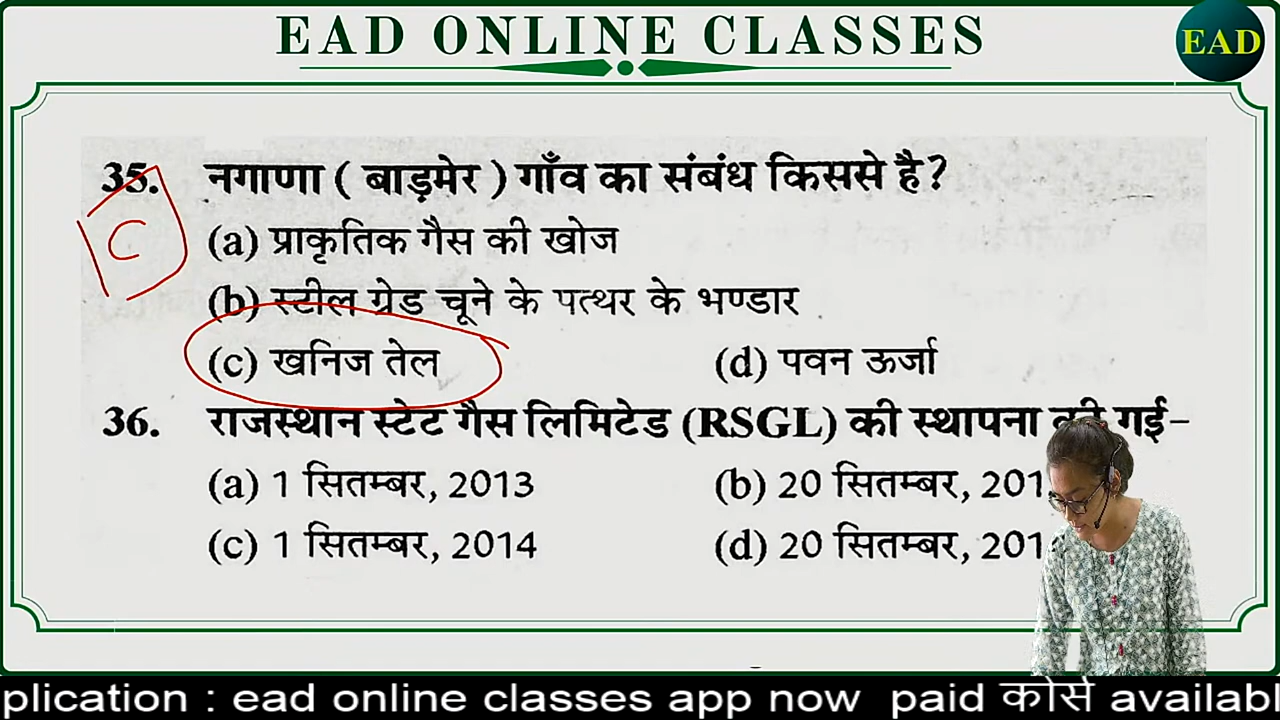 EAD ONLINE CLASSES
EAD
35. नगाणा ( बाड़मेर ) गाँव का संबंध किससे है?
C
(a) प्राकृतिक गैस की खोज
(b) स्टील ग्रेड चूने के पत्थर के भण्डार
(c) खनिज तेल (d) पवन ऊर्जा
36. राजस्थान स्टेट गैस लिमिटेड (RSGL) की स्थापना की गई-
(a) 1 सितम्बर, 2013 (b) 20 सितम्बर,
(c) 1 सितम्बर, 2014 (d) 20 सितम्बर,
plication : ead online classes app now paid कोर्स availabl